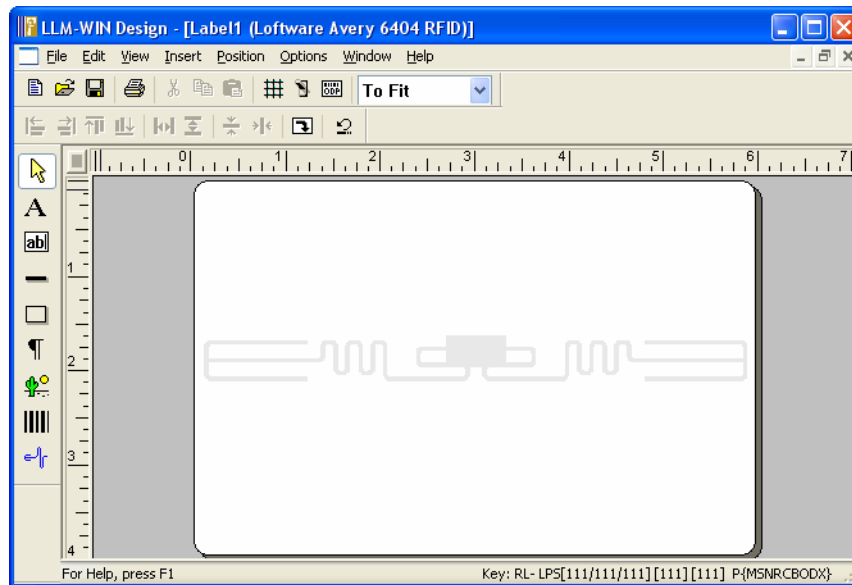 LLM-WIN Design - [Label1 (Loftware Avery 6404 RFID)]
File Edit View Insert Position Options Window Help
To Fit
A
0 1 2 3 4 5 6 7
ab
1
2
3
4
For Help, press F1 Key: RL- LPS[111/111/111][111][111] P{MSNRCBODX}